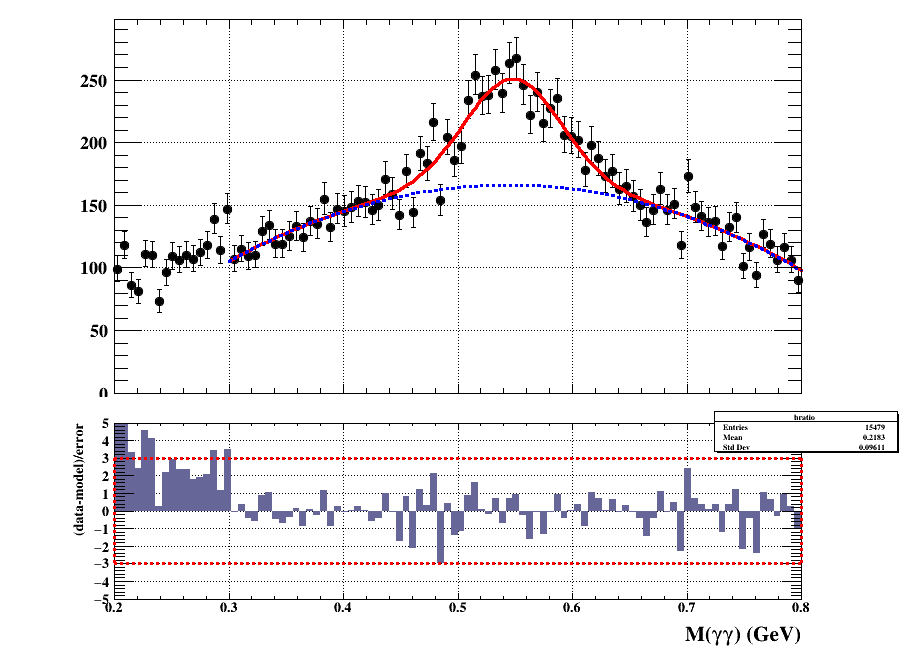 250
200
150
100
50
0
hratio
Entries 15479
Mean 0.2183
Std Dev 0.09611
(data-model)/error
5
4
3
2
1
0
−1
−2
−3
−4
−5
0.2 0.3 0.4 0.5 0.6 0.7 0.8
M(γγ) (GeV)